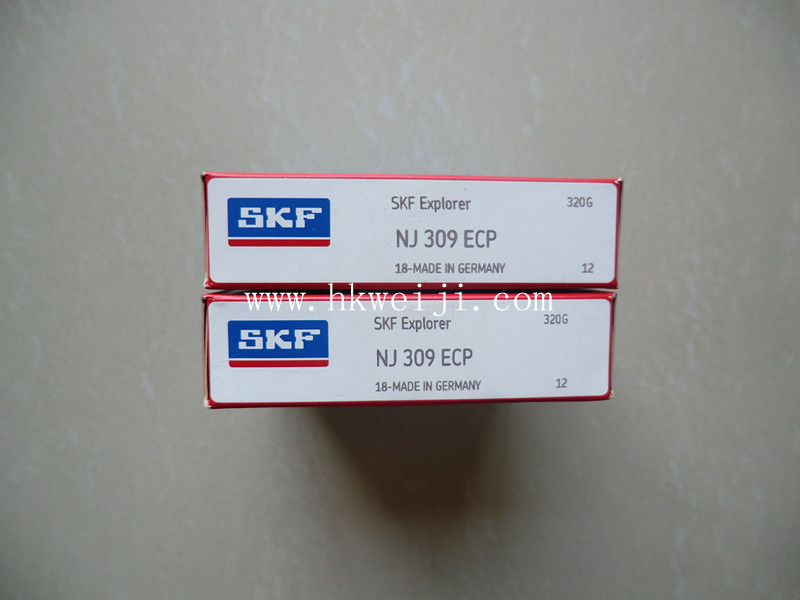 SKF
SKF Explorer 320G
NJ 309 ECP
18-MADE IN GERMANY 12
www.hkweiji.com
SKF
SKF Explorer 320G
NJ 309 ECP
18-MADE IN GERMANY 12